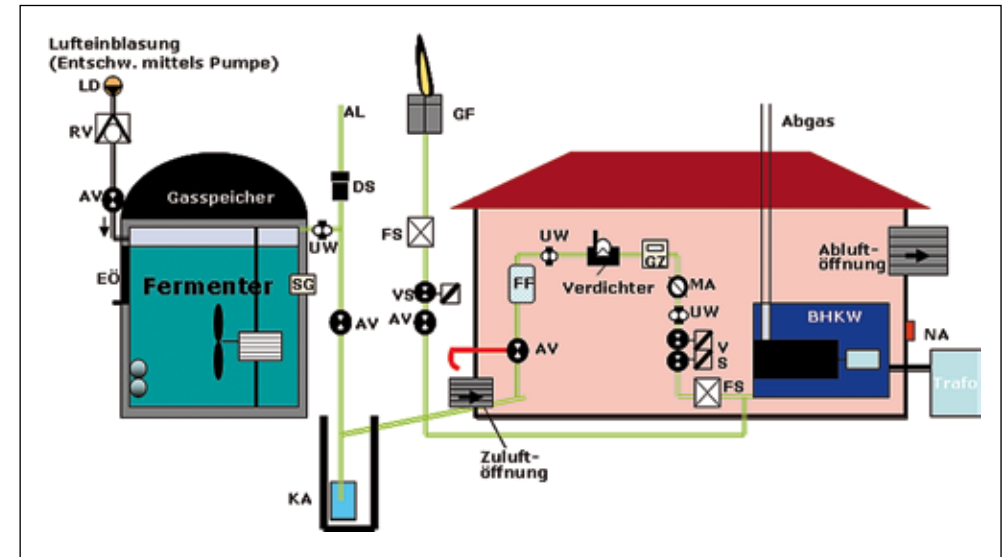 Lufteinblasung
(Entschw. mittels Pumpe)
LD
RV
AV
Gasspeicher
EÖ
Fermenter
SG
UW
AL
DS
AV
KA
GF
FS
VS
AV
Zuluft-
öffnung
AV
FF
UW
Verdichter
GZ
MA
UW
V
S
FS
Abgas
BHKW
Abluft-
öffnung
NA
Trafo